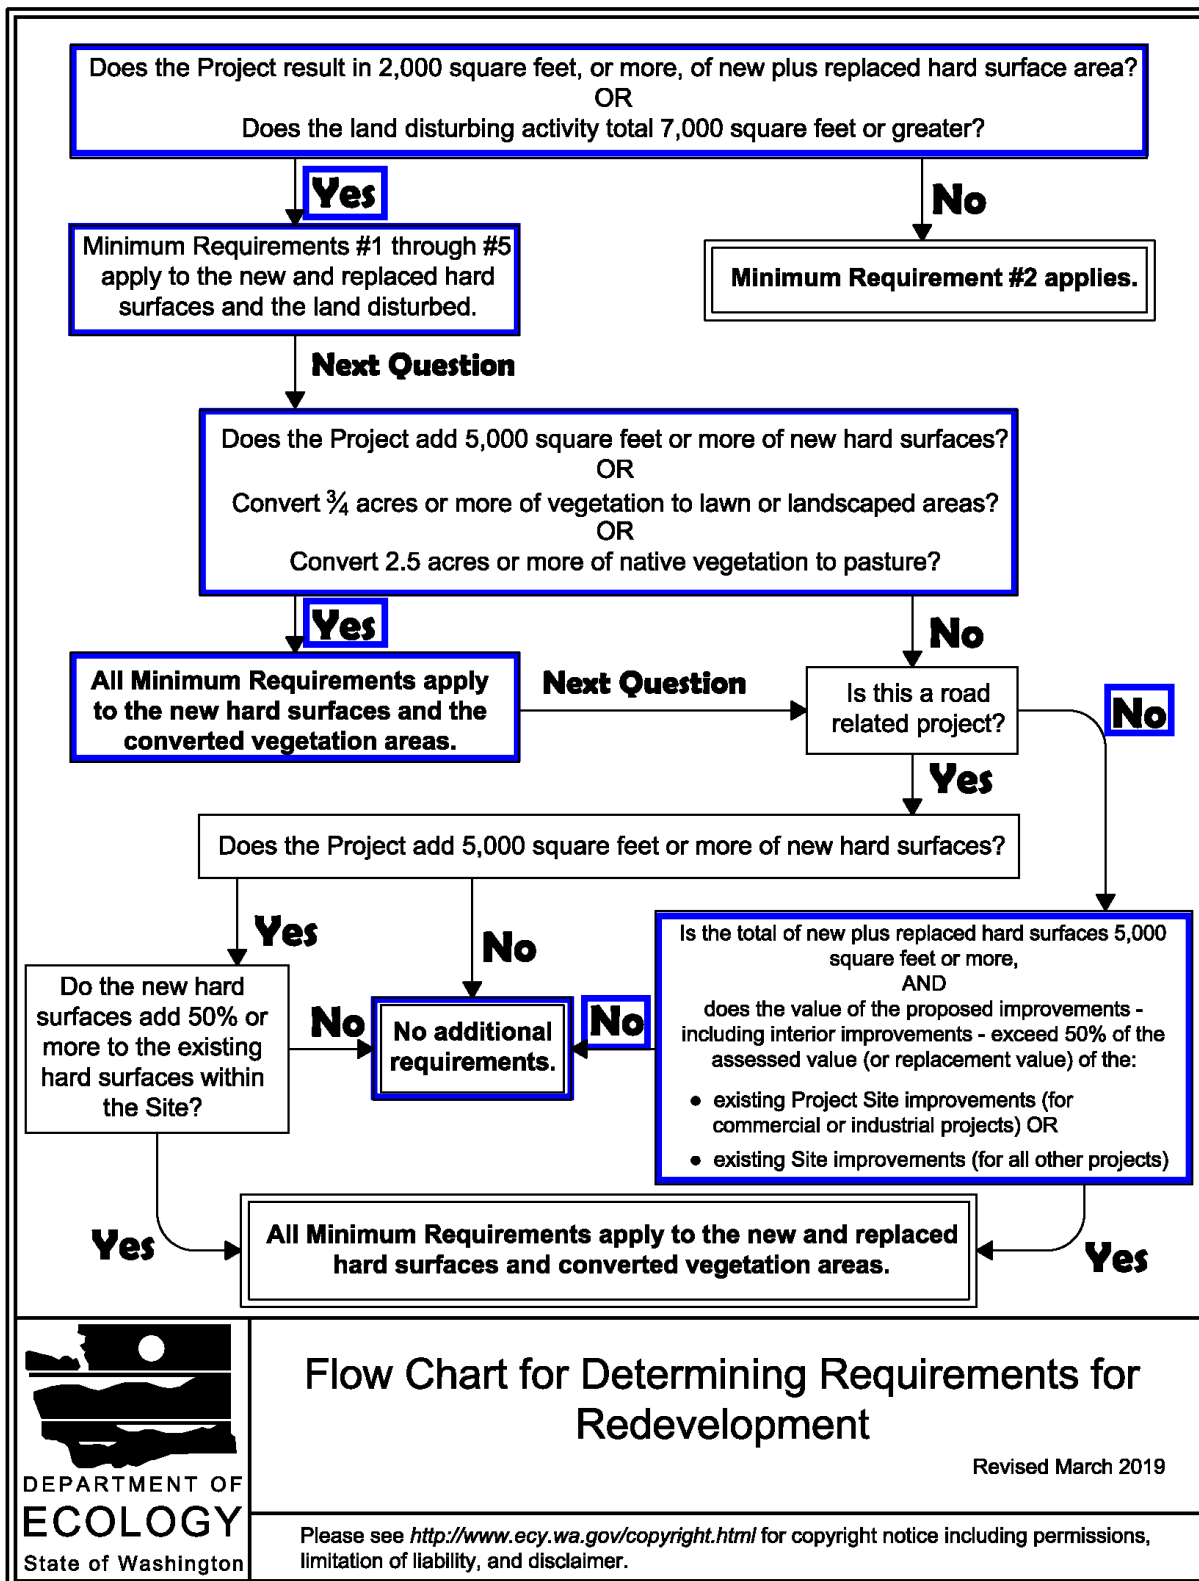 Does the Project result in 2,000 square feet, or more, of new plus replaced hard surface area?
OR
Does the land disturbing activity total 7,000 square feet or greater?
Yes
No
Minimum Requirements #1 through #5
apply to the new and replaced hard
surfaces and the land disturbed.
Minimum Requirement #2 applies.
Next Question
Does the Project add 5,000 square feet or more of new hard surfaces?
OR
Convert ¾ acres or more of vegetation to lawn or landscaped areas?
OR
Convert 2.5 acres or more of native vegetation to pasture?
Yes
No
All Minimum Requirements apply
to the new hard surfaces and the
converted vegetation areas.
Next Question
Is this a road
related project?
No
Yes
Does the Project add 5,000 square feet or more of new hard surfaces?
Yes
No
Is the total of new plus replaced hard surfaces 5,000
square feet or more,
AND
does the value of the proposed improvements -
including interior improvements - exceed 50% of the
assessed value (or replacement value) of the:
● existing Project Site improvements (for
commercial or industrial projects) OR
● existing Site improvements (for all other projects)
Do the new hard
surfaces add 50% or
more to the existing
hard surfaces within
the Site?
No
No additional
requirements.
No
Yes
All Minimum Requirements apply to the new and replaced
hard surfaces and converted vegetation areas.
Yes
DEPARTMENT OF
ECOLOGY
State of Washington
Flow Chart for Determining Requirements for
Redevelopment
Revised March 2019
Please see http://www.ecy.wa.gov/copyright.html for copyright notice including permissions,
limitation of liability, and disclaimer.